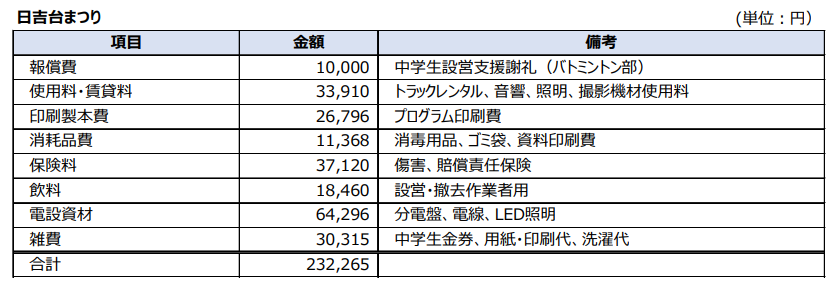 日吉台まつり (単位：円)
項目 金額 備考
報償費 10,000 中学生設営支援謝礼（バトミントン部）
使用料・賃貸料 33,910 トラックレンタル、音響、照明、撮影機材使用料
印刷製本費 26,796 プログラム印刷費
消耗品費 11,368 消毒用品、ゴミ袋、資料印刷費
保険料 37,120 傷害、賠償責任保険
飲料 18,460 設営・撤去作業者用
電設資材 64,296 分電盤、電線、LED照明
雑費 30,315 中学生金券、用紙・印刷代、洗濯代
合計 232,265